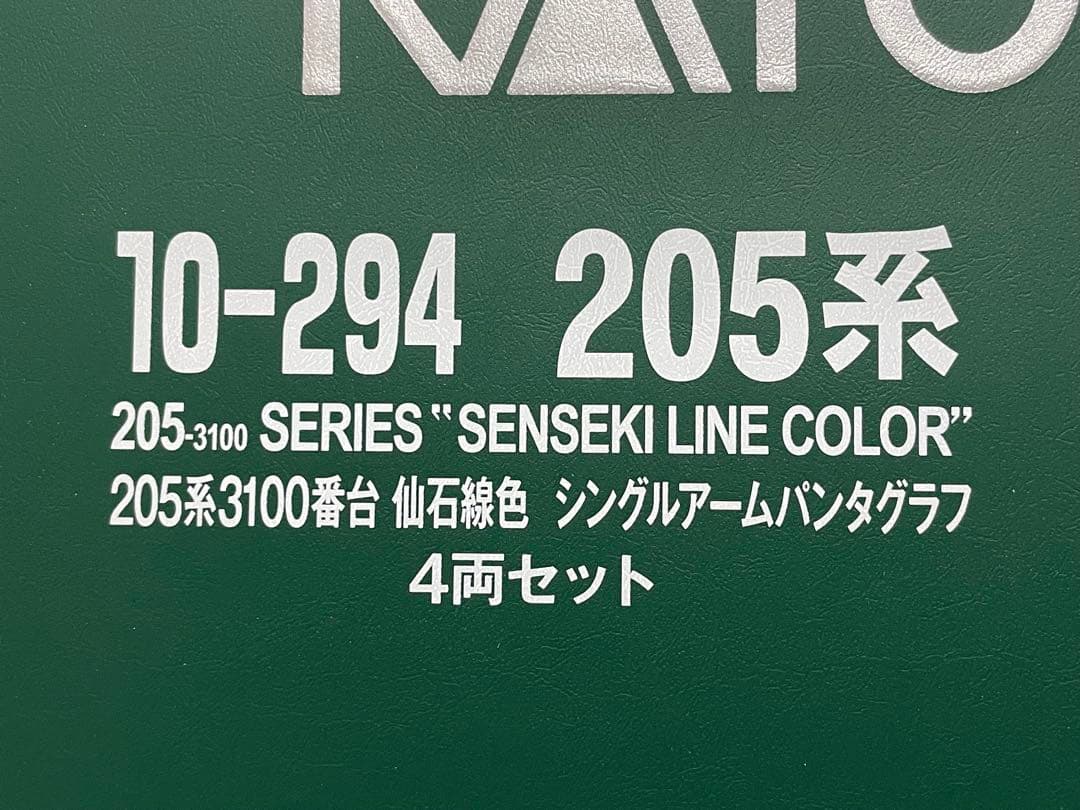 KATO
10-294 205系
205-3100 SERIES "SENSEKI LINE COLOR"
205系3100番台 仙石線色 シングルアームパンタグラフ
4両セット